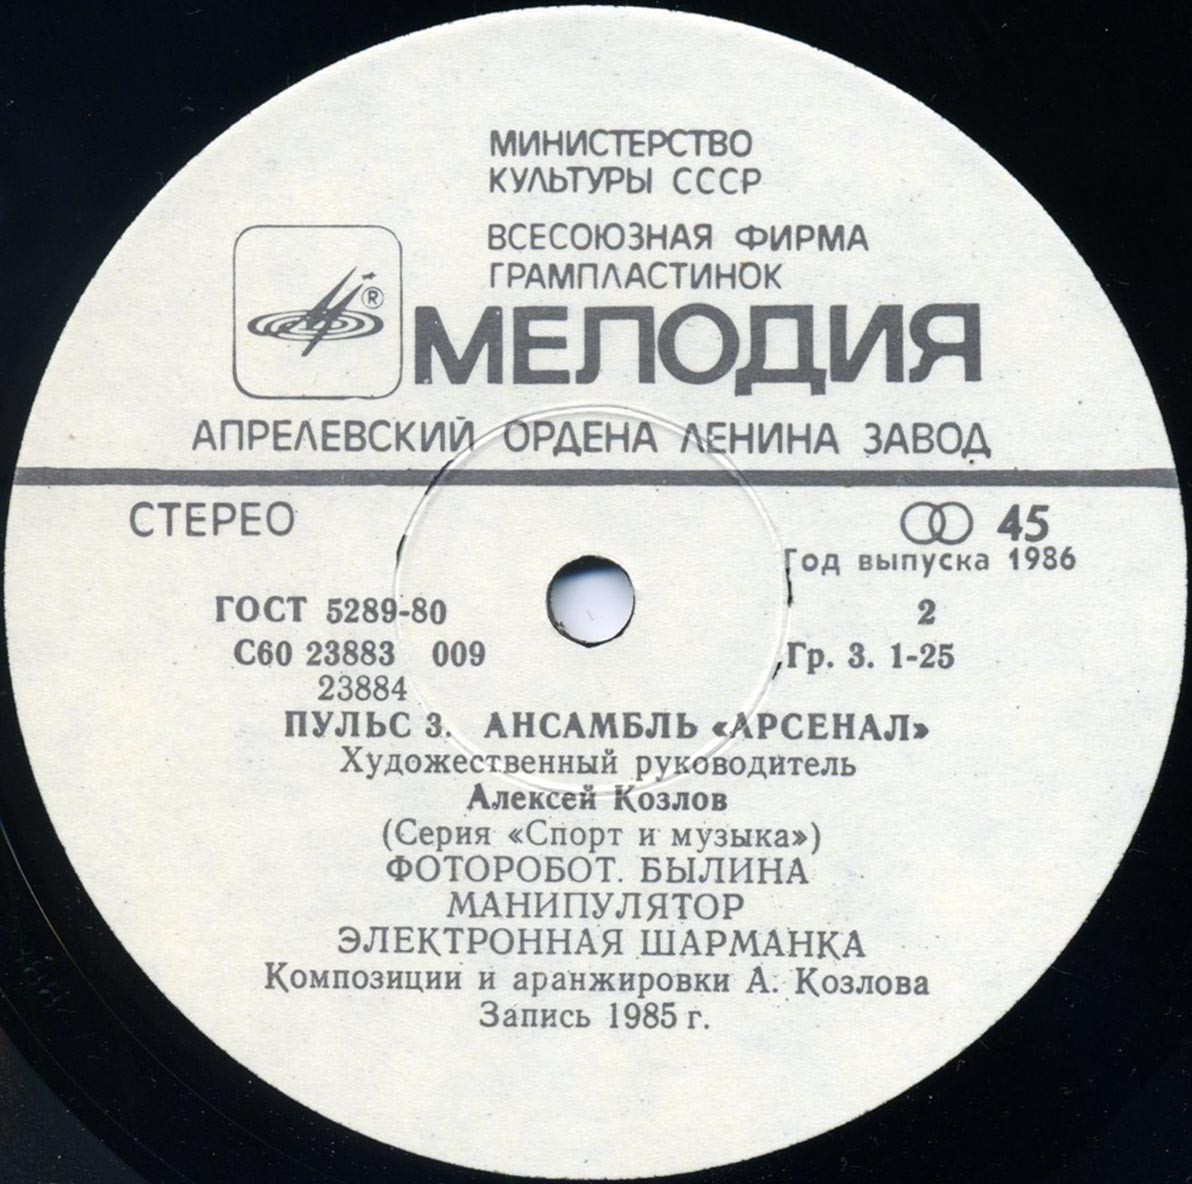 МИНИСТЕРСТВО
КУЛЬТУРЫ СССР
ВСЕСОЮЗНАЯ ФИРМА
ГРАМПЛАСТИНОК
®
МЕЛОДИЯ
АПРЕЛЕВСКИЙ ОРДЕНА ЛЕНИНА ЗАВОД
СТЕРЕО
45
Год выпуска 1986
ГОСТ 5289-80
2
С60 23883 009
Гр. 3. 1-25
23884
ПУЛЬС 3. АНСАМБЛЬ «АРСЕНАЛ»
Художественный руководитель
Алексей Козлов
(Серия «Спорт и музыка»)
ФОТОРОБОТ. БЫЛИНА
МАНИПУЛЯТОР
ЭЛЕКТРОННАЯ ШАРМАНКА
Композиции и аранжировки А. Козлова
Запись 1985 г.